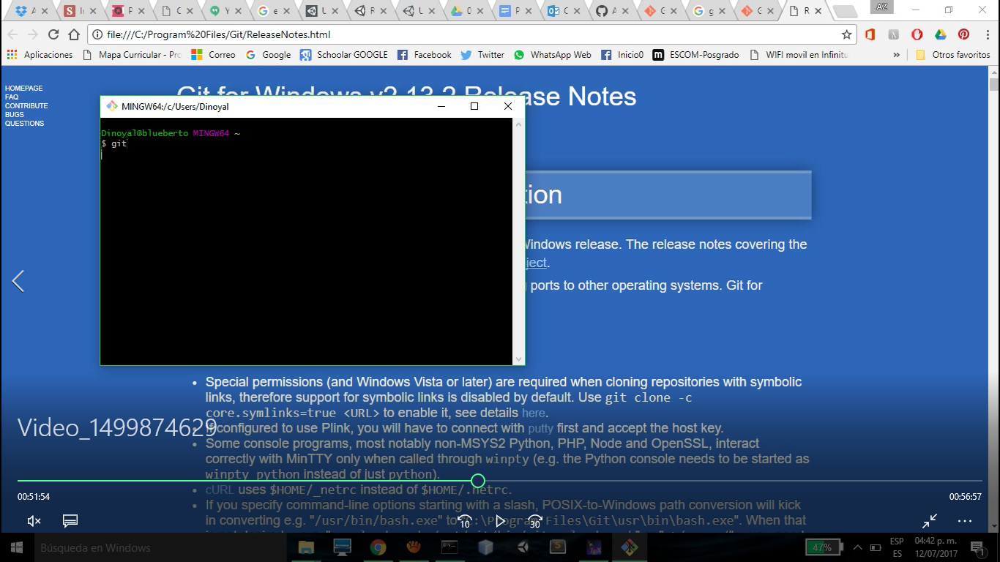 A I P C Y e U R U 0 P C A C g C R AZ
file:///C:/Program%20Files/Git/ReleaseNotes.html
Aplicaciones Mapa Curricular - Pro Correo Google Schoolar GOOGLE Facebook Twitter WhatsApp Web Inicio0 ESCOM-Posgrado WIFI movil en Infinitu » Otros favoritos
HOMEPAGE
FAQ
CONTRIBUTE
BUGS
QUESTIONS
Git for Windows v2.13.2 Release Notes
MINGW64:/c/Users/Dinoyal
Dinoyal@blueberto MINGW64 ~
$ git
tion
Windows release. The release notes covering the
ject.
g ports to other operating systems. Git for
• Special permissions (and Windows Vista or later) are required when cloning repositories with symbolic
links, therefore support for symbolic links is disabled by default. Use git clone -c
core.symlinks=true <URL> to enable it, see details here.
Video_1499874629
• If configured to use Plink, you will have to connect with putty first and accept the host key.
• Some console programs, most notably non-MSYS2 Python, PHP, Node and OpenSSL, interact
correctly with MinTTY only when called through winpty (e.g. the Python console needs to be started as
winpty python instead of just python).
• cURL uses $HOME/_netrc instead of $HOME/.netrc.
00:51:54
00:56:57
• If you specify command-line options starting with a slash, POSIX-to-Windows path conversion will kick
in converting e.g. "/usr/bin/bash.exe" to "C:\Program Files\Git\usr\bin\bash.exe". When that
10 30
Búsqueda en Windows
47%
ESP
ES
04:42 p. m.
12/07/2017
1